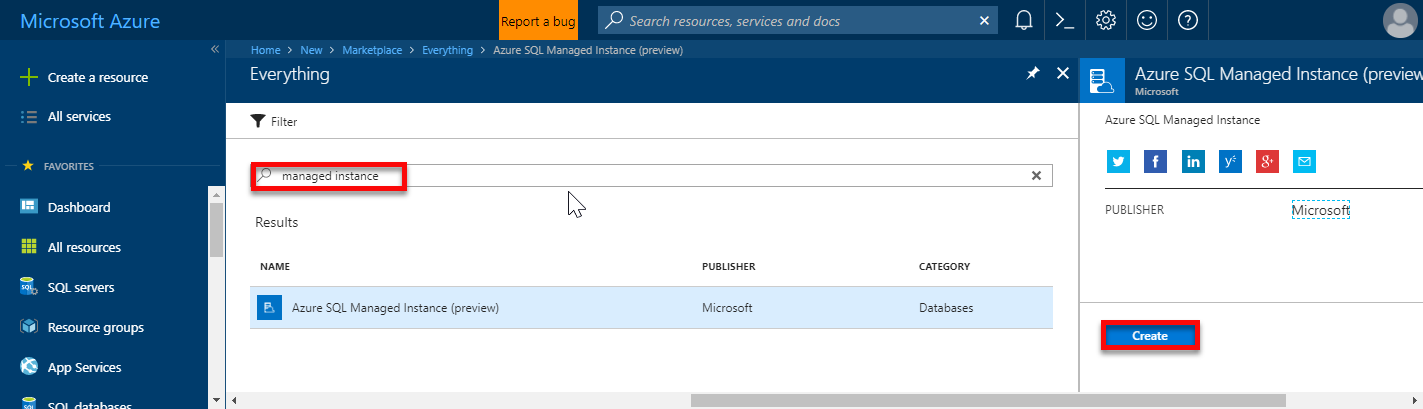 Microsoft Azure
Report a bug
Search resources, services and docs
Home > New > Marketplace > Everything > Azure SQL Managed Instance (preview)
Create a resource
All services
FAVORITES
Dashboard
All resources
SQL servers
Resource groups
App Services
SQL databases
Everything
Filter
managed instance
Results
NAME PUBLISHER CATEGORY
Azure SQL Managed Instance (preview) Microsoft Databases
Azure SQL Managed Instance (preview
Microsoft
Azure SQL Managed Instance
PUBLISHER Microsoft
Create